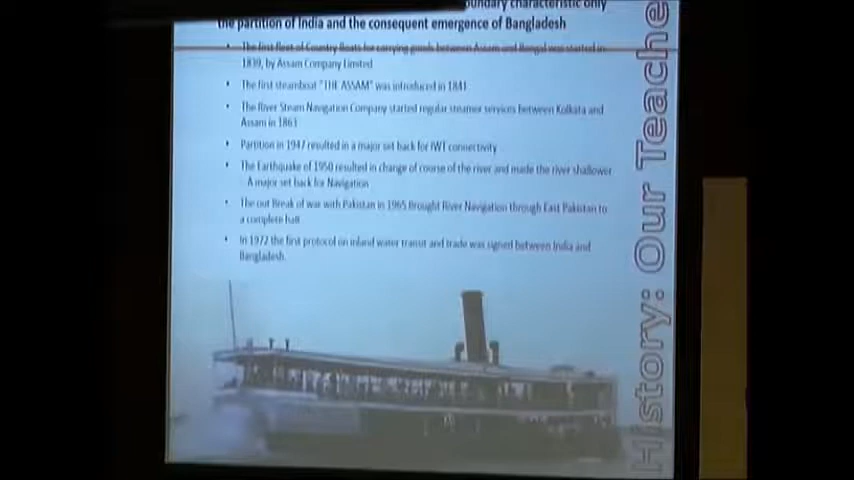 oundary characteristic only
the partition of India and the consequent emergence of Bangladesh
• The first fleet of Country Boats for carrying goods between Assam and Bengal was started in
1839, by Assam Company Limited
• The first steamboat "THE ASSAM" was introduced in 1841
• The River Steam Navigation Company started regular steamer services between Kolkata and
Assam in 1863
• Partition in 1947 resulted in a major set back for IWT connectivity
• The Earthquake of 1950 resulted in change of course of the river and made the river shallower
- A major set back for Navigation
• The out Break of war with Pakistan in 1965 Brought River Navigation through East Pakistan to
a complete halt
• In 1972 the first protocol on inland water transit and trade was signed between India and
Bangladesh.
History: Our Teache